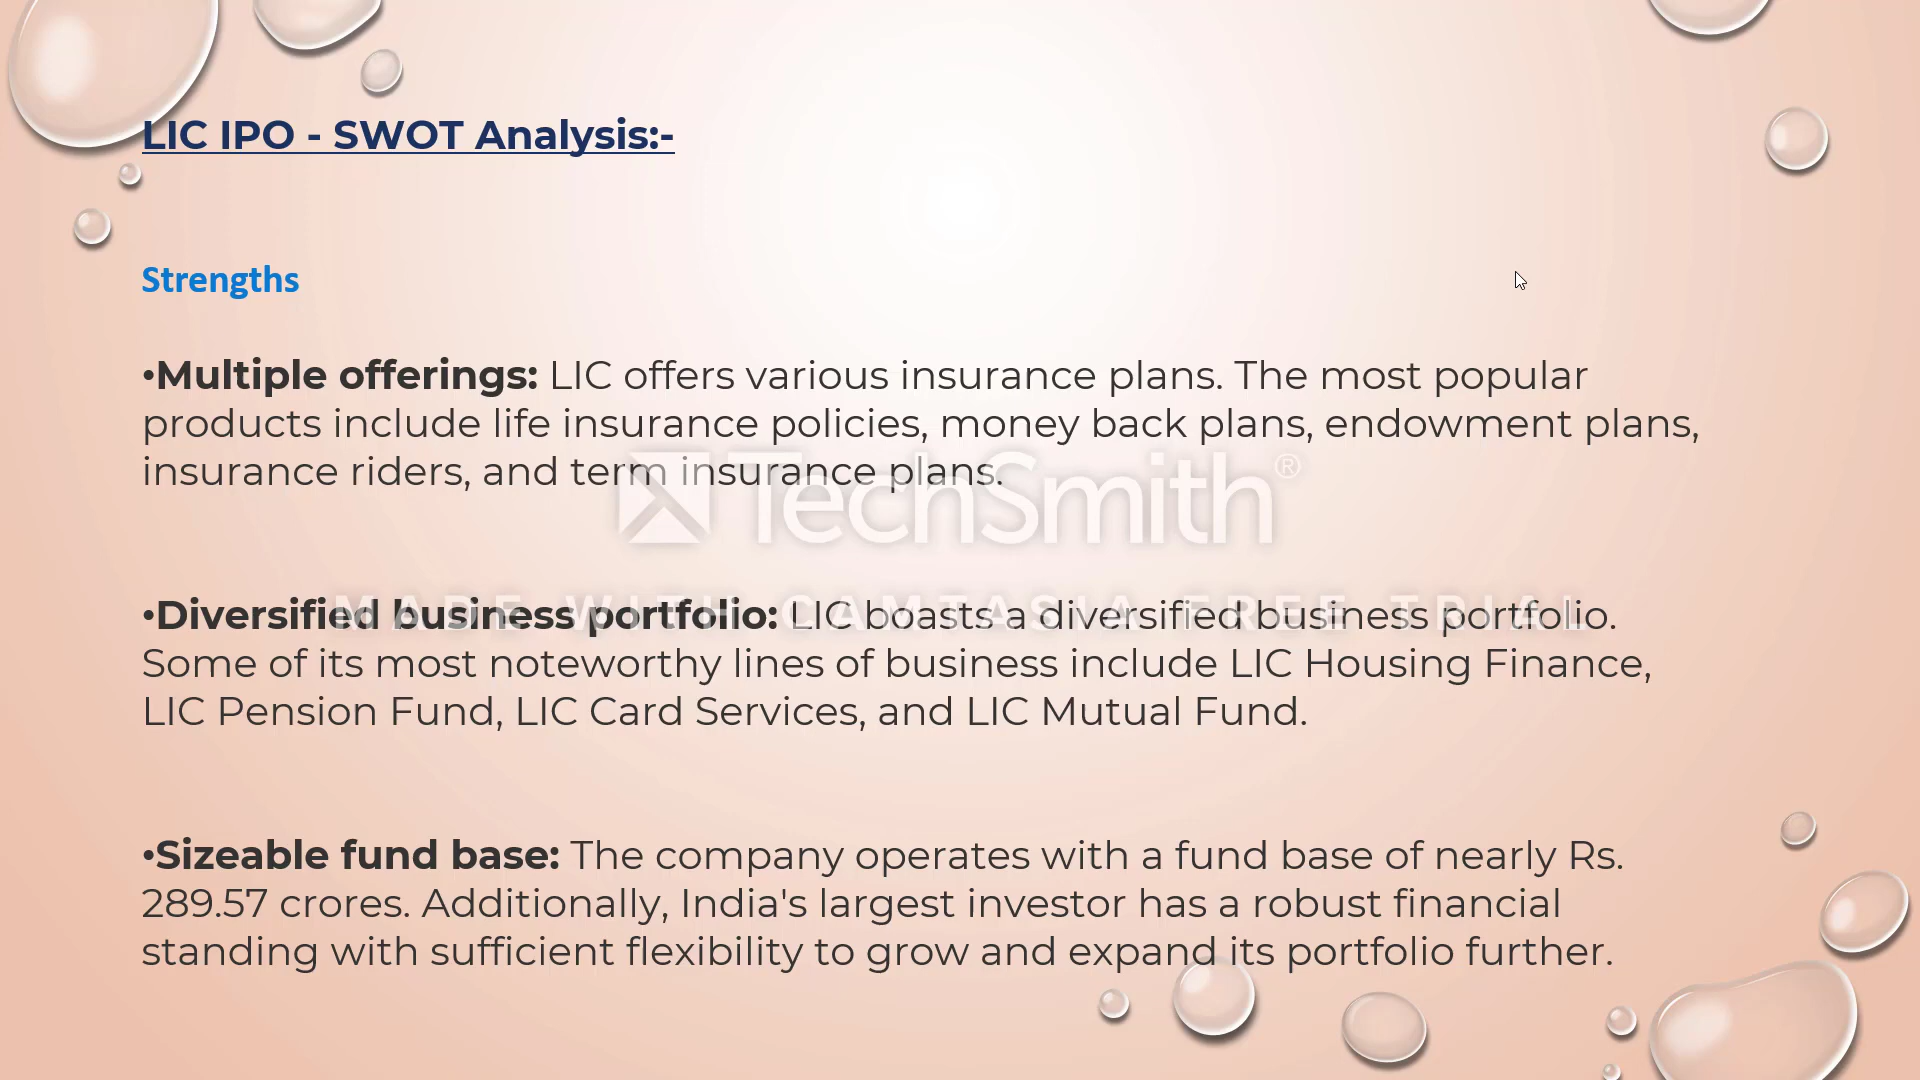 LIC IPO - SWOT Analysis:-
Strengths
•Multiple offerings: LIC offers various insurance plans. The most popular
products include life insurance policies, money back plans, endowment plans,
insurance riders, and term insurance plans.
TechSmith®
MADE WITH CAMTASIA FREE TRIAL
•Diversified business portfolio: LIC boasts a diversified business portfolio.
Some of its most noteworthy lines of business include LIC Housing Finance,
LIC Pension Fund, LIC Card Services, and LIC Mutual Fund.
•Sizeable fund base: The company operates with a fund base of nearly Rs.
289.57 crores. Additionally, India's largest investor has a robust financial
standing with sufficient flexibility to grow and expand its portfolio further.